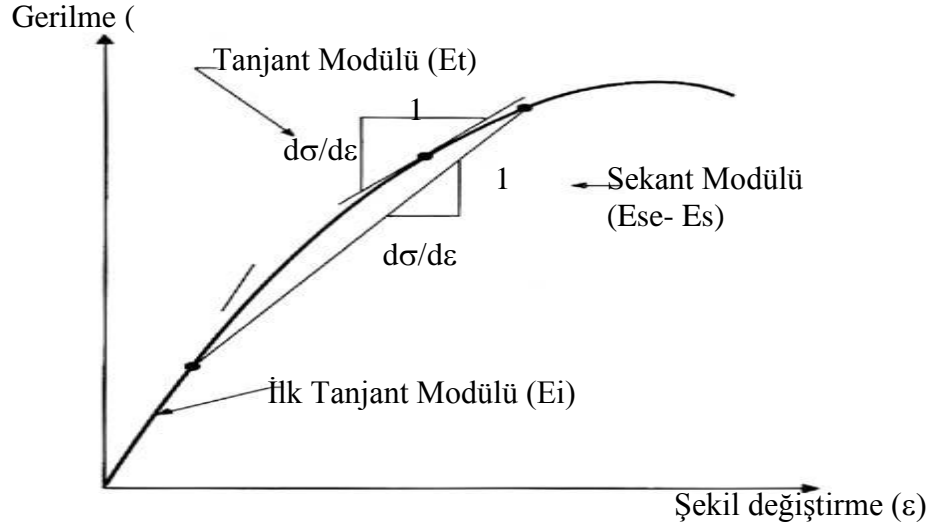 Gerilme (
Tanjant Modülü (Et)
1
dσ/dε
1
Sekant Modülü
(Ese- Es)
dσ/dε
İlk Tanjant Modülü (Ei)
Şekil değiştirme (ε)